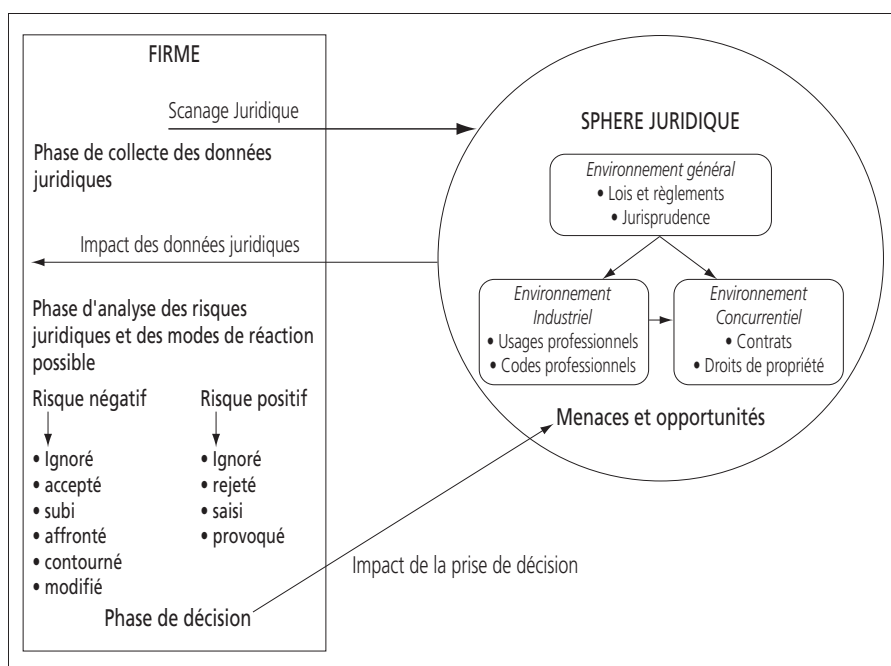 FIRME
Scanage Juridique
Phase de collecte des données
juridiques
Impact des données juridiques
Phase d'analyse des risques
juridiques et des modes de réaction
possible
Risque négatif
• Ignoré
• accepté
• subi
• affronté
• contourné
• modifié
Risque positif
• Ignoré
• rejeté
• saisi
• provoqué
Phase de décision
Impact de la prise de décision
SPHERE JURIDIQUE
Environnement général
• Lois et règlements
• Jurisprudence
Environnement
Industriel
• Usages professionnels
• Codes professionnels
Environnement
Concurrentiel
• Contrats
• Droits de propriété
Menaces et opportunités